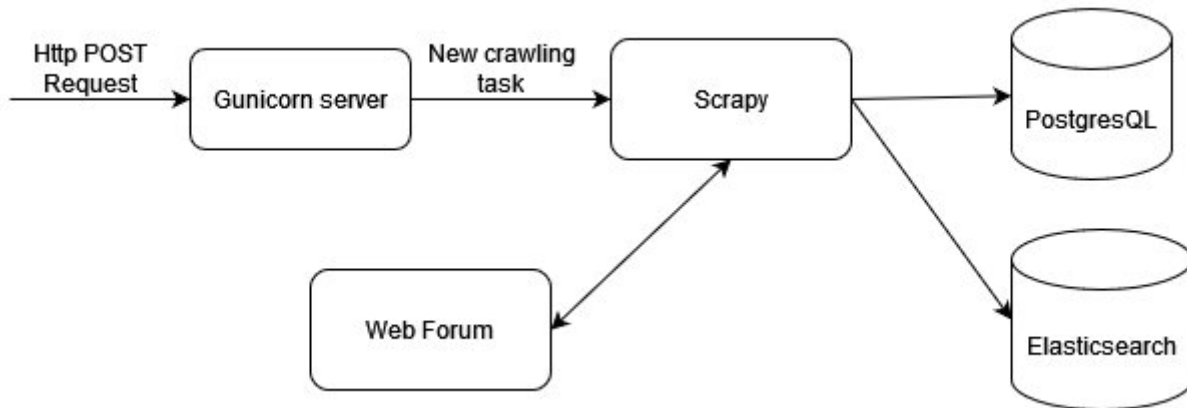 Http POST
Request
Gunicorn server
New crawling
task
Scrapy
PostgresQL
Web Forum
Elasticsearch